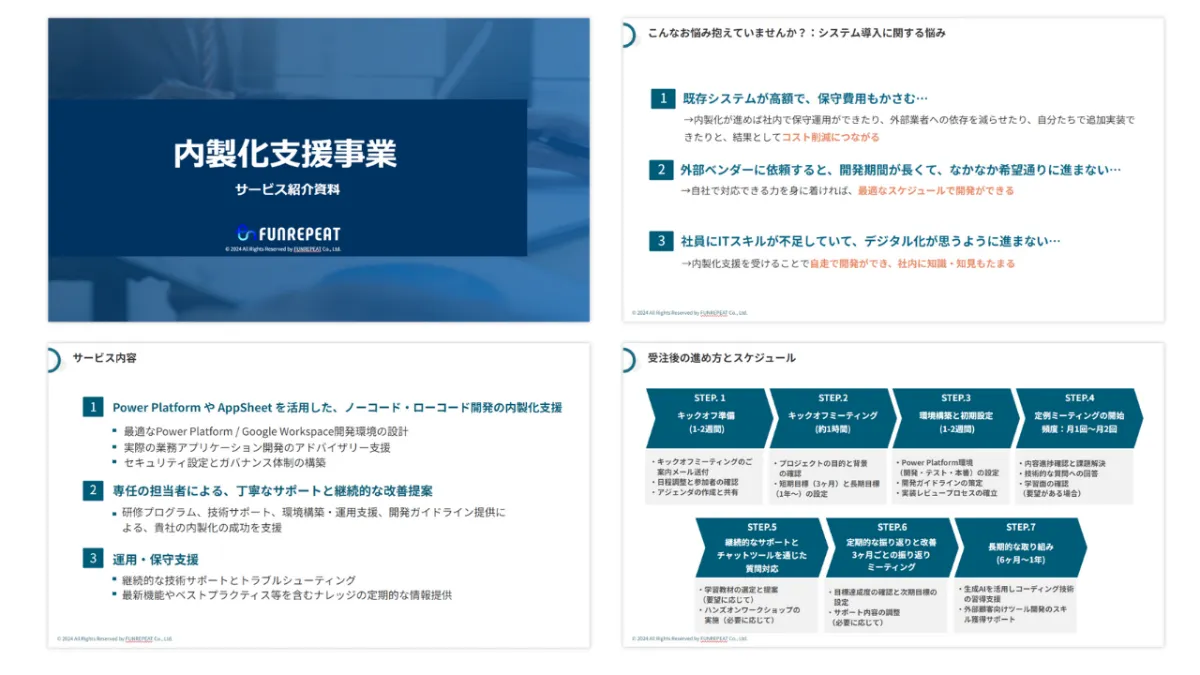 内製化支援事業
サービス紹介資料
FUNREPEAT
© 2024 All Rights Reserved by FUNREPEAT Co., Ltd.
こんなお悩み抱えていませんか？：システム導入に関する悩み
1 既存システムが高額で、保守費用もかさむ…
→内製化が進めば社内で保守運用ができたり、外部業者への依存を減らせたり、自分たちで追加実装で
きたりと、結果としてコスト削減につながる
2 外部ベンダーに依頼すると、開発期間が長くて、なかなか希望通りに進まない…
→自社で対応できる力を身に着ければ、最適なスケジュールで開発ができる
3 社員にITスキルが不足していて、デジタル化が思うように進まない…
→内製化支援を受けることで自走で開発ができ、社内に知識・知見もたまる
© 2024 All Rights Reserved by FUNREPEAT Co., Ltd.
サービス内容
1 Power Platform や AppSheet を活用した、ノーコード・ローコード開発の内製化支援
▪ 最適なPower Platform / Google Workspace開発環境の設計
▪ 実際の業務アプリケーション開発のアドバイザリー支援
▪ セキュリティ設定とガバナンス体制の構築
2 専任の担当者による、丁寧なサポートと継続的な改善提案
▪ 研修プログラム、技術サポート、環境構築・運用支援、開発ガイドライン提供に
よる、貴社の内製化の成功を支援
3 運用・保守支援
▪ 継続的な技術サポートとトラブルシューティング
▪ 最新機能やベストプラクティス等を含むナレッジの定期的な情報提供
© 2024 All Rights Reserved by FUNREPEAT Co., Ltd.
受注後の進め方とスケジュール
STEP. 1
キックオフ準備
(1-2週間)
・キックオフミーティングのご
案内メール送付
・日程調整と参加者の確認
・アジェンダの作成と共有
STEP.2
キックオフミーティング
(約1時間)
・プロジェクトの目的と背景
の確認
・短期目標（3ヶ月）と長期目標
（1年～）の設定
STEP.3
環境構築と初期設定
(1-2週間)
・Power Platform環境
（開発・テスト・本番）の設定
・開発ガイドラインの策定
・実装レビュープロセスの確立
STEP.4
定例ミーティングの開始
頻度：月1回～月2回
・内容進捗確認と課題解決
・技術的な質問への回答
・学習面の確認
（要望がある場合）
STEP.5
継続的なサポートと
チャットツールを通じた
質問対応
・学習教材の選定と提案
（要望に応じて）
・ハンズオンワークショップの
実施（必要に応じて）
STEP.6
定期的な振り返りと改善
3ヶ月ごとの振り返り
ミーティング
・目標達成度の確認と次期目標の
設定
・サポート内容の調整
（必要に応じて）
STEP.7
長期的な取り組み
(6ヶ月～1年)
・生成AIを活用しコーディング技術
の習得支援
・外部顧客向けツール開発のスキ
ル獲得サポート
© 2024 All Rights Reserved by FUNREPEAT Co., Ltd.